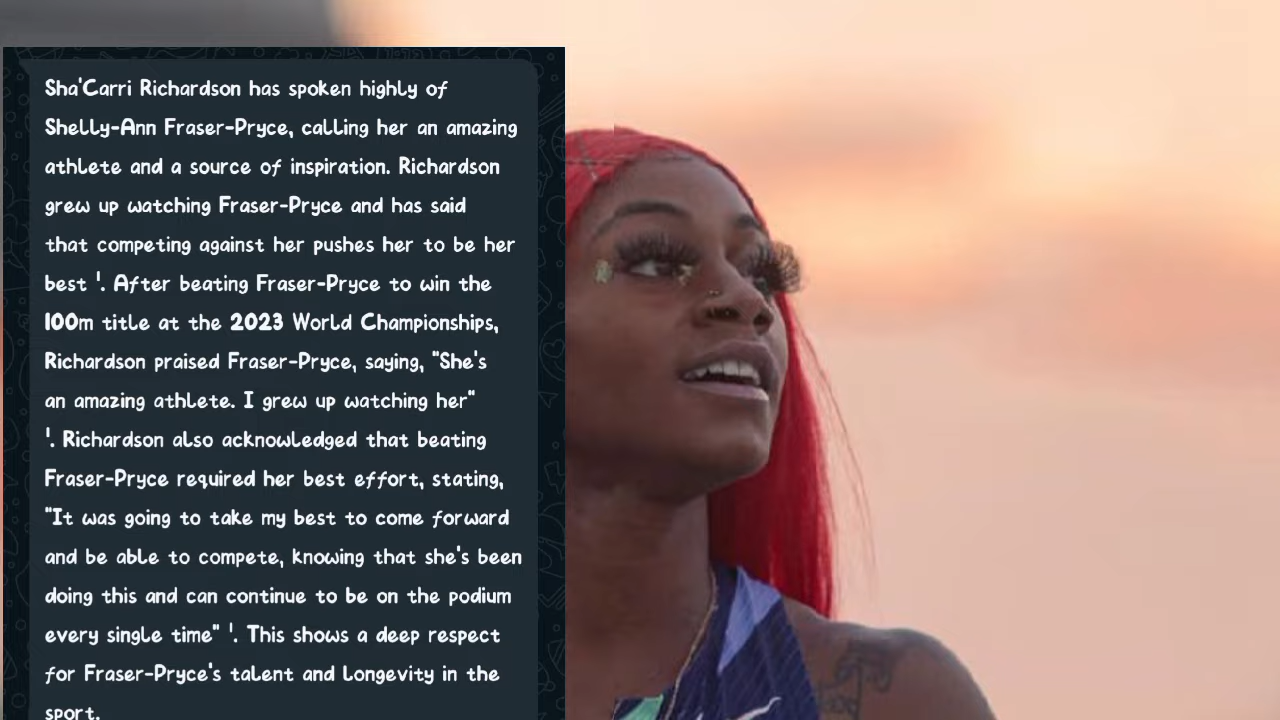 Sha'Carri Richardson has spoken highly of
Shelly-Ann Fraser-Pryce, calling her an amazing
athlete and a source of inspiration. Richardson
grew up watching Fraser-Pryce and has said
that competing against her pushes her to be her
best '. After beating Fraser-Pryce to win the
100m title at the 2023 World Championships,
Richardson praised Fraser-Pryce, saying, "She's
an amazing athlete. I grew up watching her"
'. Richardson also acknowledged that beating
Fraser-Pryce required her best effort, stating,
"It was going to take my best to come forward
and be able to compete, knowing that she's been
doing this and can continue to be on the podium
every single time" '. This shows a deep respect
for Fraser-Pryce's talent and longevity in the
sport.